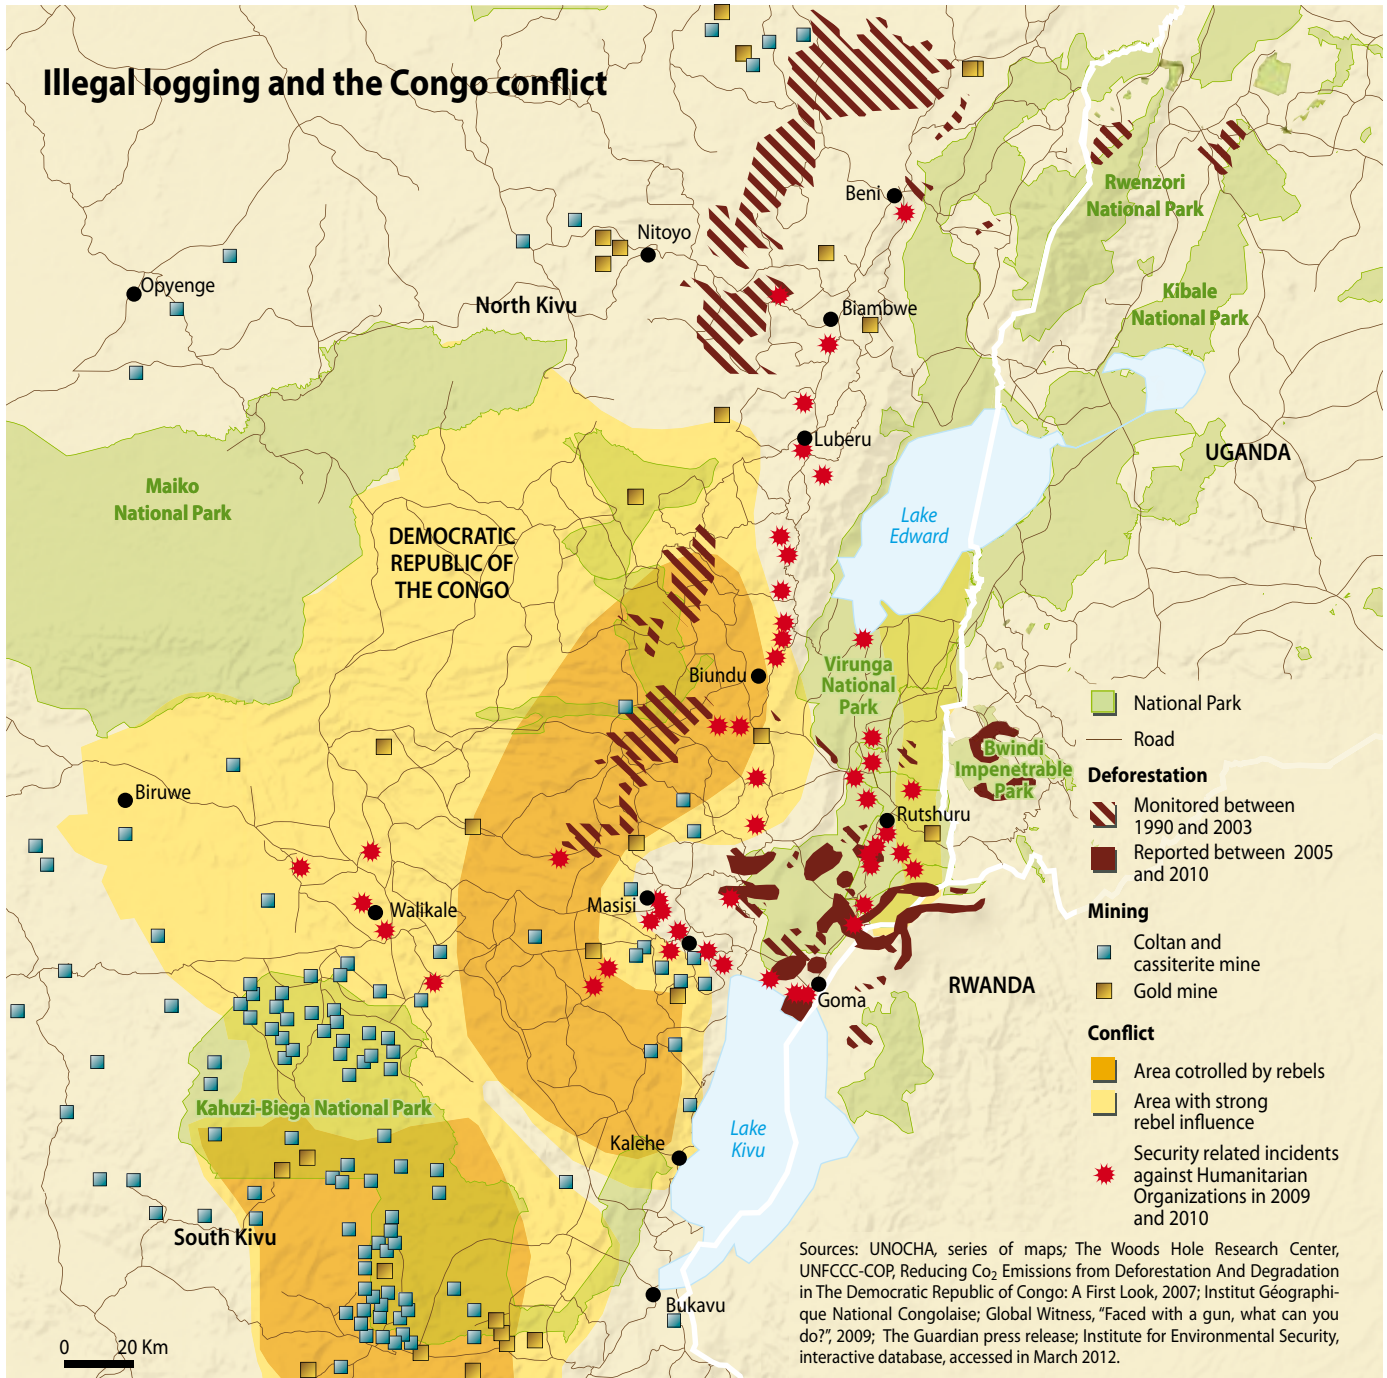 Illegal logging and the Congo conflict
Beni
Rwenzori
National Park
Nitoyo
Opyenge
North Kivu
Biambwe
Kibale
National Park
Luberu
UGANDA
Maiko
National Park
Lake
Edward
DEMOCRATIC
REPUBLIC OF
THE CONGO
Virunga
National
Park
Biundu
Bwindi
Impenetrable
Park
Biruwe
Rutshuru
Masisi
Walikale
RWANDA
Goma
Kahuzi-Biega National Park
Lake
Kivu
Kalehe
South Kivu
Bukavu
0 20 Km
National Park
Road
Deforestation
Monitored between
1990 and 2003
Reported between 2005
and 2010
Mining
Coltan and
cassiterite mine
Gold mine
Conflict
Area cotrolled by rebels
Area with strong
rebel influence
Security related incidents
against Humanitarian
Organizations in 2009
and 2010
Sources: UNOCHA, series of maps; The Woods Hole Research Center,
UNFCCC-COP, Reducing Co₂ Emissions from Deforestation And Degradation
in The Democratic Republic of Congo: A First Look, 2007; Institut Géographi-
que National Congolaise; Global Witness, “Faced with a gun, what can you
do?”, 2009; The Guardian press release; Institute for Environmental Security,
interactive database, accessed in March 2012.